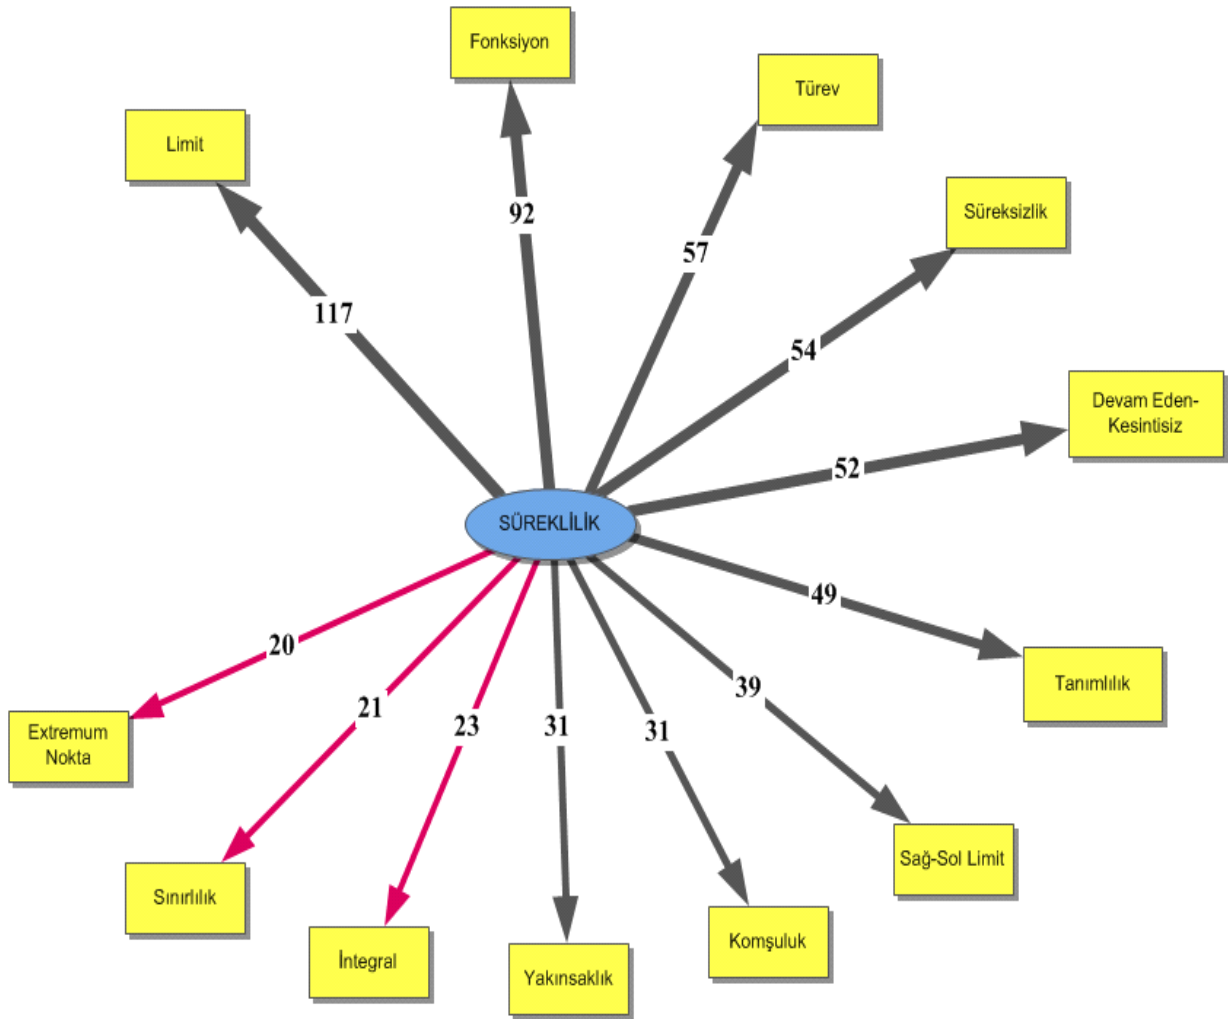 Fonksiyon
Türev
Limit
Süreksizlik
92
57
117
54
Devam Eden-
Kesintisiz
52
SÜREKLİLİK
49
20
39
Tanımlılık
21
23
31
31
Extremum
Nokta
Sağ-Sol Limit
Sınırlılık
Komşuluk
İntegral
Yakınsaklık